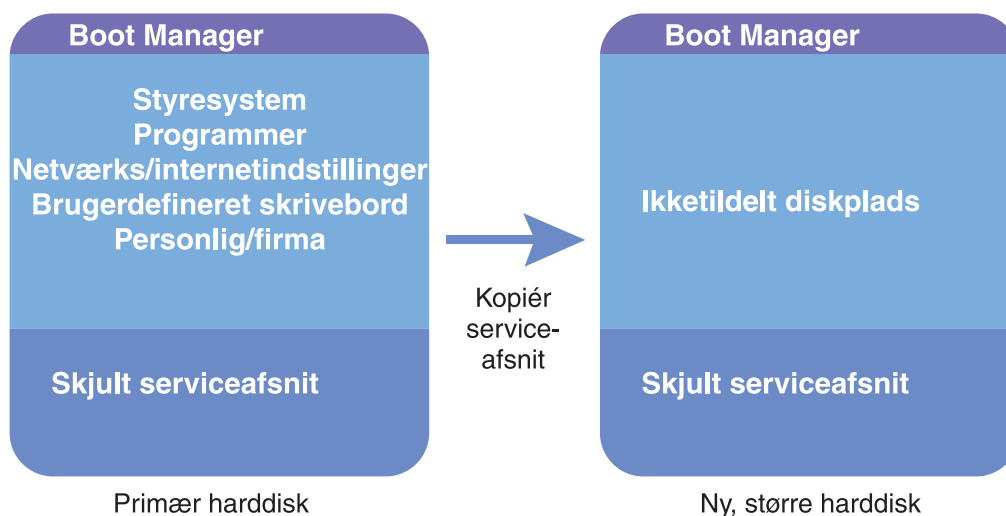 Boot Manager
Styresystem
Programmer
Netværks/internetindstillinger
Brugerdefineret skrivebord
Personlig/firma
Skjult serviceafsnit
Primær harddisk
Kopiér
service-
afsnit
Boot Manager
Ikketildelt diskplads
Skjult serviceafsnit
Ny, større harddisk